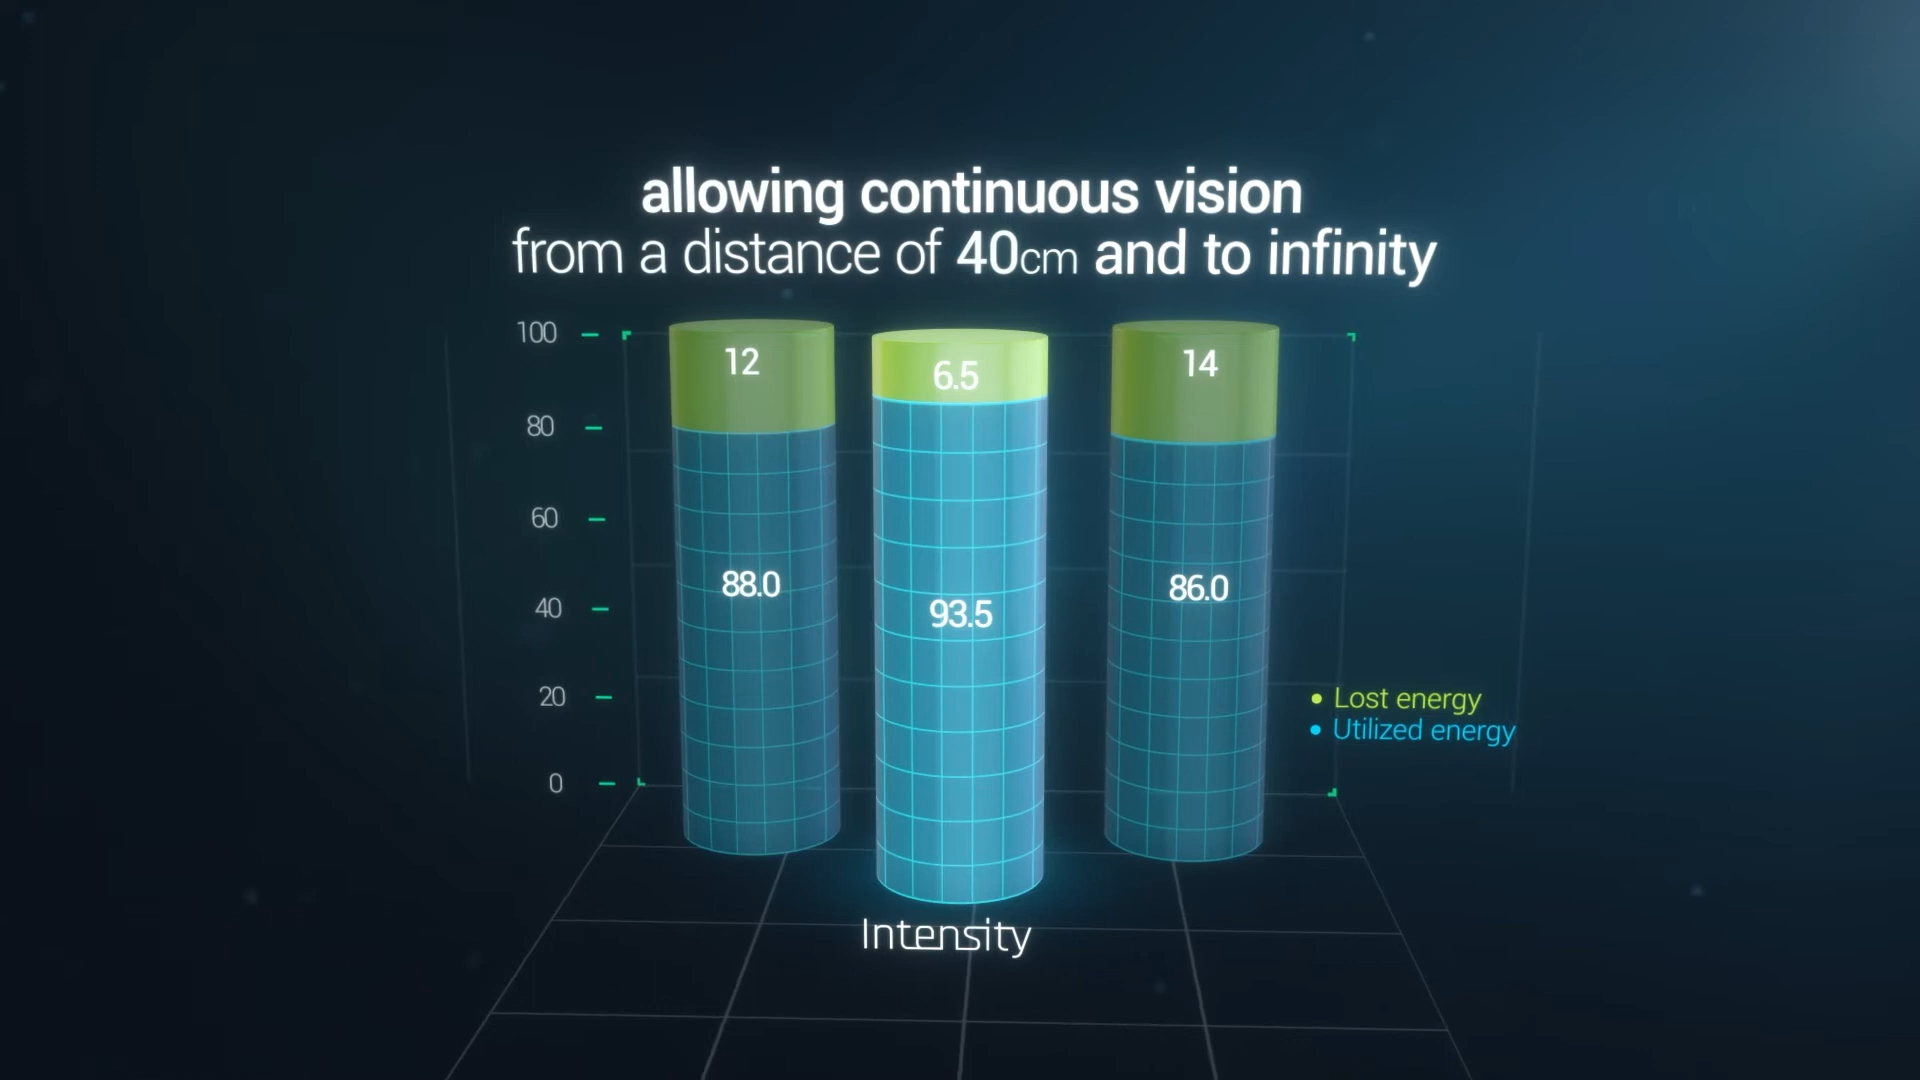 allowing continuous vision
from a distance of 40cm and to infinity
100
80
60
40
20
0
12
6.5
14
88.0
93.5
86.0
Lost energy
Utilized energy
Intensity